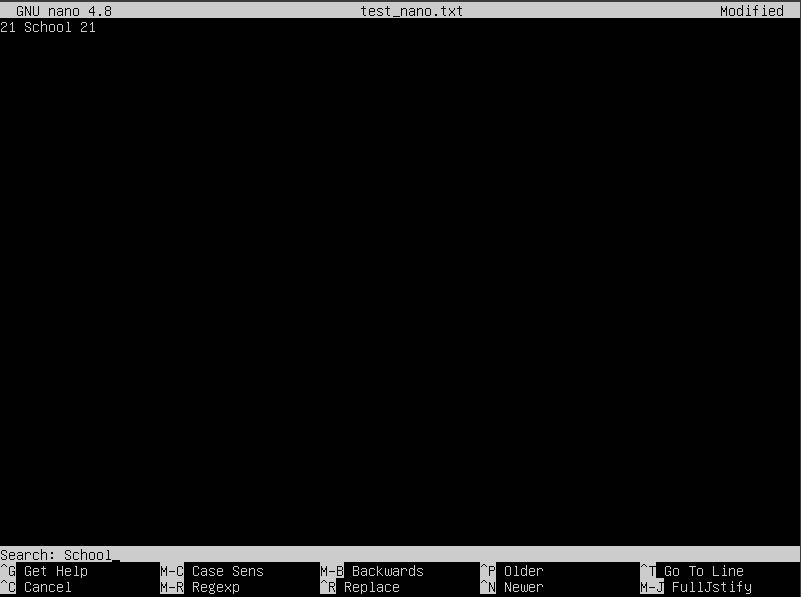 GNU nano 4.8 test_nano.txt Modified
21 School 21
Search: School
^G Get Help M-C Case Sens M-B Backwards ^P Older ^T Go To Line
^C Cancel M-R Regexp ^R Replace ^N Newer M-J FullJstify